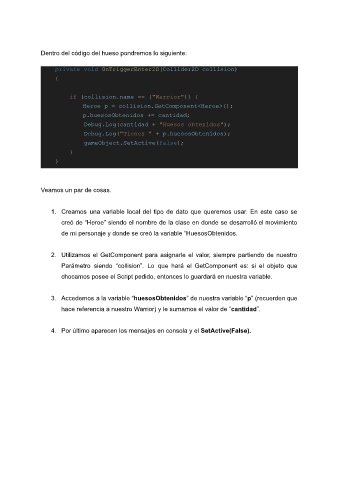 Dentro del código del hueso pondremos lo siguiente:
private void OnTriggerEnter2D(Collider2D collision)
{
if (collision.name == ("Warrior")) {
Heroe p = collision.GetComponent<Heroe>();
p.huesosObtenidos += cantidad;
Debug.Log(cantidad + "Huesos obtenidos");
Debug.Log("Tienes " + p.huesosObtenidos);
gameObject.SetActive(false);
}
}
Veamos un par de cosas.
1. Creamos una variable local del tipo de dato que queremos usar. En este caso se
creó de "Heroe" siendo el nombre de la clase en donde se desarrolló el movimiento
de mi personaje y donde se creó la variable "HuesosObtenidos.
2. Utilizamos el GetComponent para asignarle el valor, siempre partiendo de nuestro
Parámetro siendo "collision". Lo que hará el GetComponent es: si el objeto que
chocamos posee el Script pedido, entonces lo guardará en nuestra variable.
3. Accedemos a la variable "huesosObtenidos" de nuestra variable "p" (recuerden que
hace referencia a nuestro Warrior) y le sumamos el valor de "cantidad".
4. Por último aparecen los mensajes en consola y el SetActive(False).